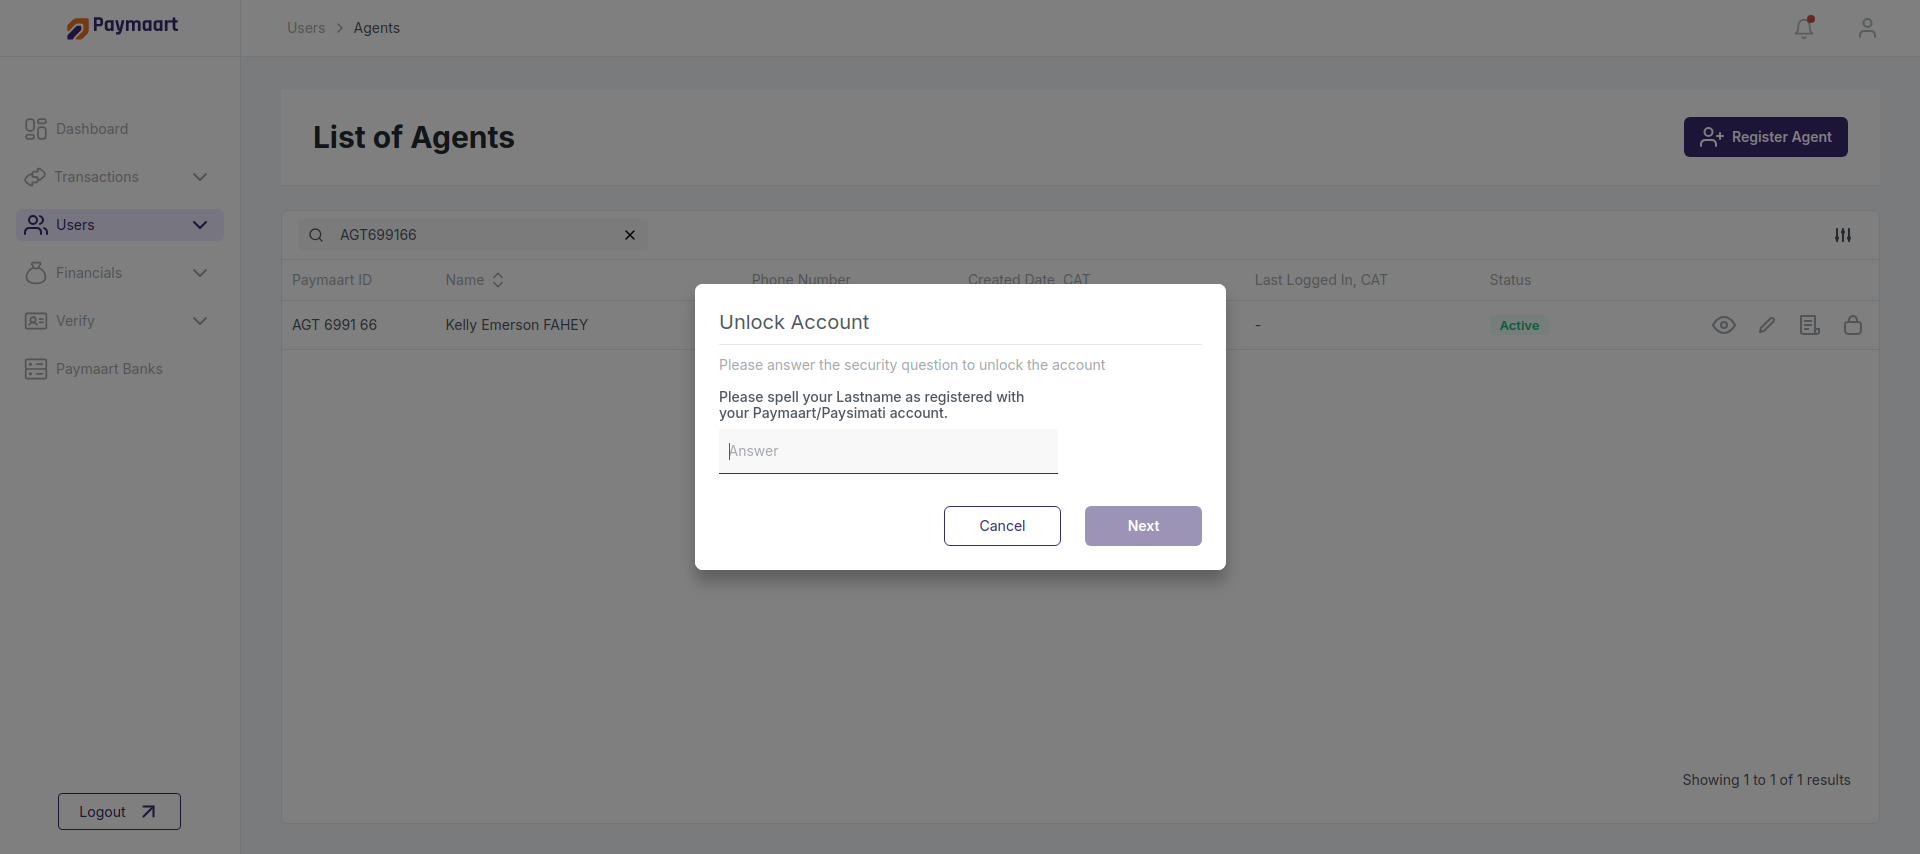 Paymaart
Users > Agents
Dashboard
Transactions
Users
Financials
Verify
Paymaart Banks
Logout
List of Agents
Register Agent
AGT699166
Paymaart ID Name Phone Number Created Date, CAT Last Logged In, CAT Status
AGT 6991 66 Kelly Emerson FAHEY - Active
Unlock Account
Please answer the security question to unlock the account
Please spell your Lastname as registered with
your Paymaart/Paysimati account.
Answer
Cancel Next
Showing 1 to 1 of 1 results